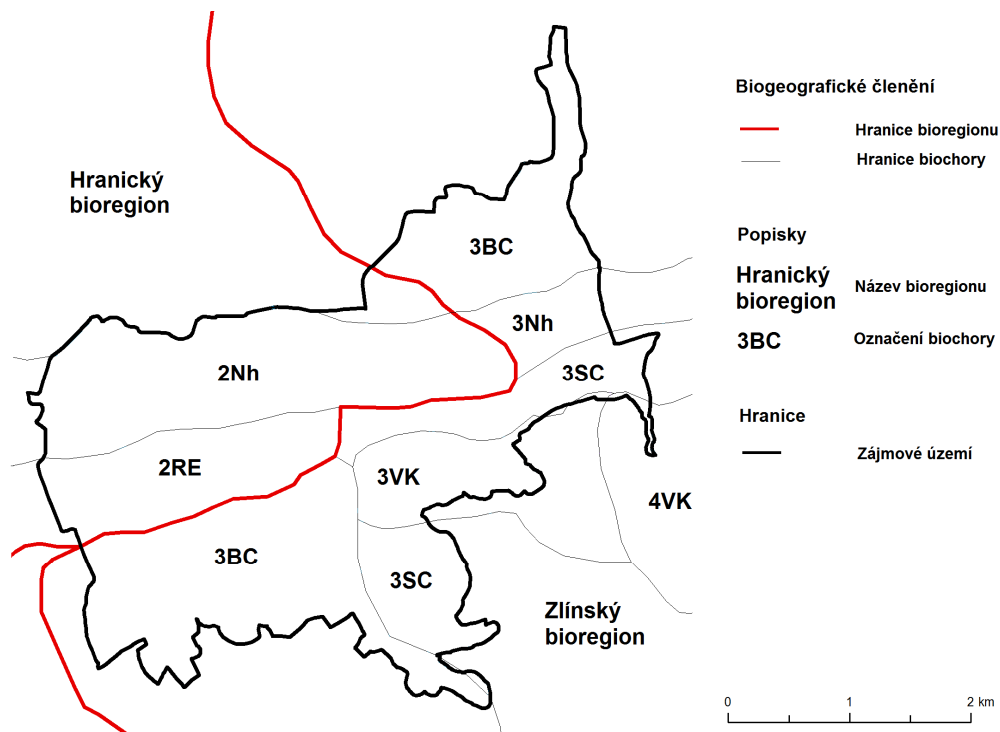 Hranický
bioregion
3BC
3Nh
2Nh
3SC
2RE
3VK
4VK
3BC
3SC
Zlínský
bioregion
Biogeografické členění
Hranice bioregionu
Hranice biochory
Popisky
Hranický
bioregion
Název bioregionu
3BC
Označení biochory
Hranice
Zájmové území
0
1
2 km